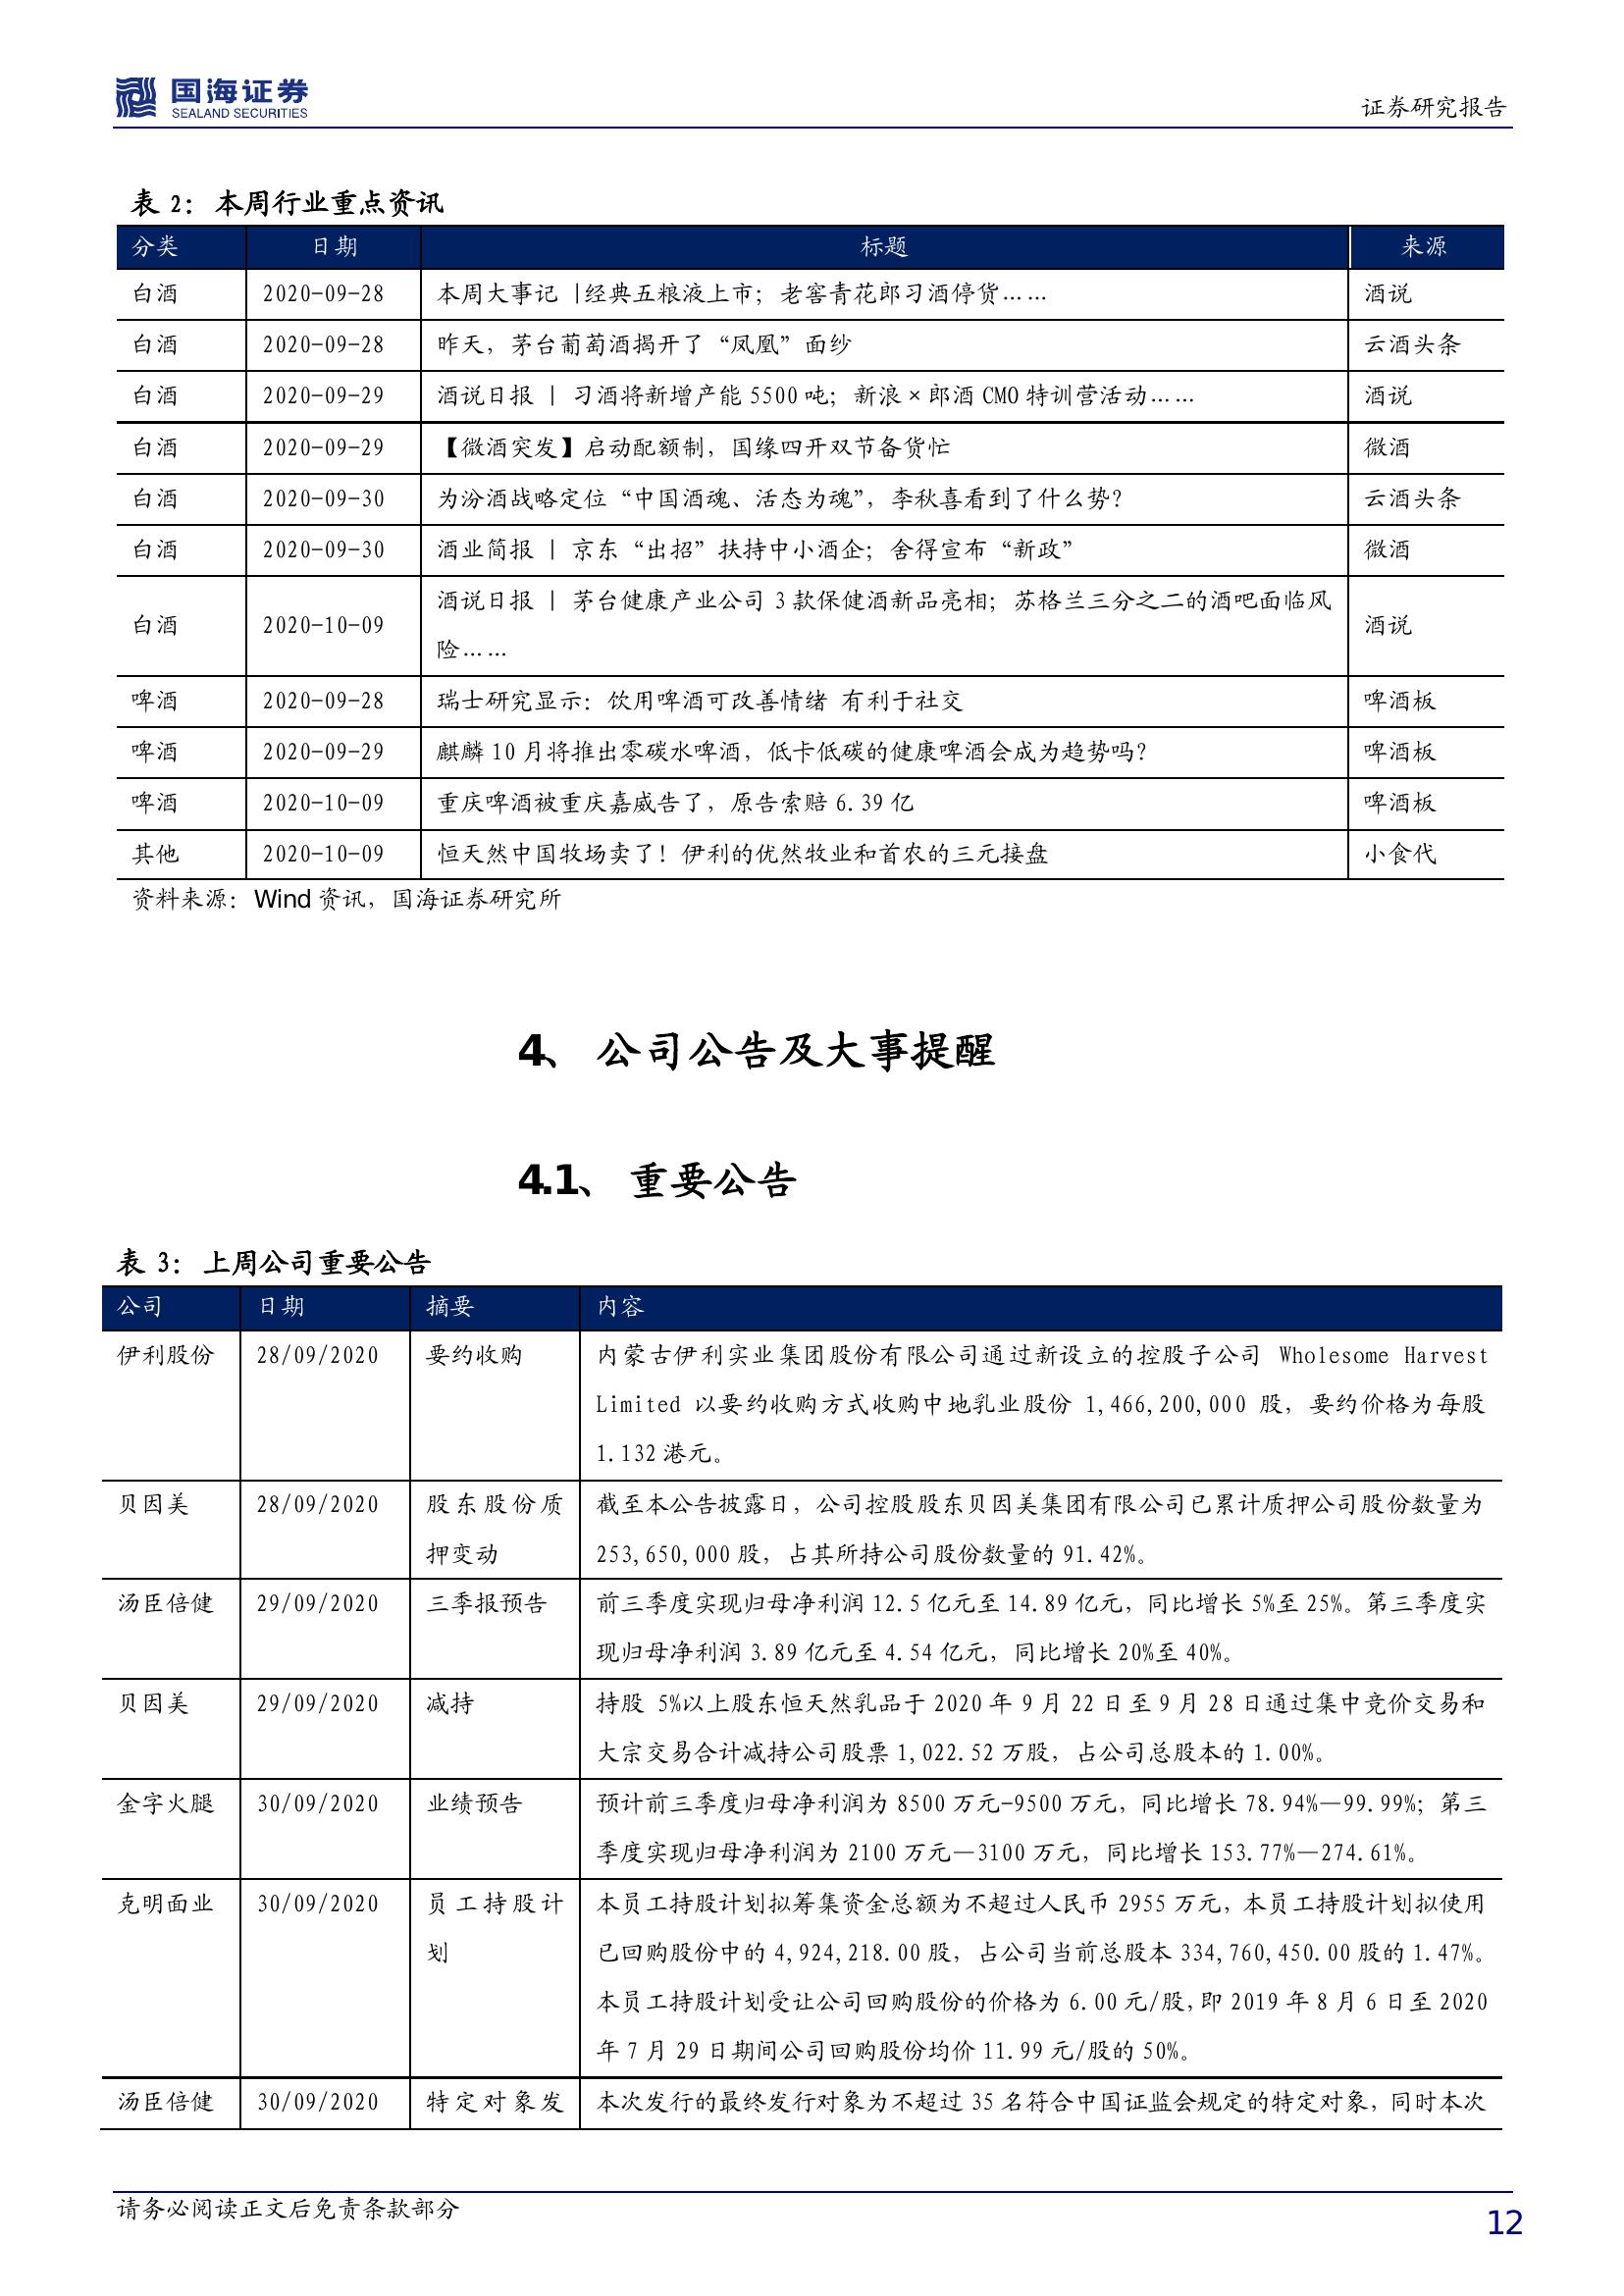 国海证券
SEALAND SECURITIES
证券研究报告
表 2：本周行业重点资讯
分类 日期 标题 来源
白酒 2020-09-28 本周大事记 |经典五粮液上市；老窖青花郎习酒停货…… 酒说
白酒 2020-09-28 昨天，茅台葡萄酒揭开了“凤凰”面纱 云酒头条
白酒 2020-09-29 酒说日报 | 习酒将新增产能 5500 吨；新浪×郎酒 CMO 特训营活动…… 酒说
白酒 2020-09-29 【微酒突发】启动配额制，国缘四开双节备货忙 微酒
白酒 2020-09-30 为汾酒战略定位“中国酒魂、活态为魂”，李秋喜看到了什么势？ 云酒头条
白酒 2020-09-30 酒业简报 | 京东“出招”扶持中小酒企；舍得宣布“新政” 微酒
白酒 2020-10-09 酒说日报 | 茅台健康产业公司 3 款保健酒新品亮相；苏格兰三分之二的酒吧面临风
险…… 酒说
啤酒 2020-09-28 瑞士研究显示：饮用啤酒可改善情绪 有利于社交 啤酒板
啤酒 2020-09-29 麒麟 10 月将推出零碳水啤酒，低卡低碳的健康啤酒会成为趋势吗？ 啤酒板
啤酒 2020-10-09 重庆啤酒被重庆嘉威告了，原告索赔 6.39 亿 啤酒板
其他 2020-10-09 恒天然中国牧场卖了！伊利的优然牧业和首农的三元接盘 小食代
资料来源：Wind 资讯，国海证券研究所
4、 公司公告及大事提醒
4.1、 重要公告
表 3：上周公司重要公告
公司 日期 摘要 内容
伊利股份 28/09/2020 要约收购 内蒙古伊利实业集团股份有限公司通过新设立的控股子公司 Wholesome Harvest
Limited 以要约收购方式收购中地乳业股份 1,466,200,000 股，要约价格为每股
1.132 港元。
贝因美 28/09/2020 股东股份质 截至本公告披露日，公司控股股东贝因美集团有限公司已累计质押公司股份数量为
押变动 253,650,000 股，占其所持公司股份数量的 91.42%。
汤臣倍健 29/09/2020 三季报预告 前三季度实现归母净利润 12.5 亿元至 14.89 亿元，同比增长 5%至 25%。第三季度实
现归母净利润 3.89 亿元至 4.54 亿元，同比增长 20%至 40%。
贝因美 29/09/2020 减持 持股 5%以上股东恒天然乳品于 2020 年 9 月 22 日至 9 月 28 日通过集中竞价交易和
大宗交易合计减持公司股票 1,022.52 万股，占公司总股本的 1.00%。
金字火腿 30/09/2020 业绩预告 预计前三季度归母净利润为 8500 万元-9500 万元，同比增长 78.94%—99.99%；第三
季度实现归母净利润为 2100 万元—3100 万元，同比增长 153.77%—274.61%。
克明面业 30/09/2020 员工持股计 本员工持股计划拟筹集资金总额为不超过人民币 2955 万元，本员工持股计划拟使用
划 已回购股份中的 4,924,218.00 股，占公司当前总股本 334,760,450.00 股的 1.47%。
本员工持股计划受让公司回购股份的价格为 6.00 元/股，即 2019 年 8 月 6 日至 2020
年 7 月 29 日期间公司回购股份均价 11.99 元/股的 50%。
汤臣倍健 30/09/2020 特定对象发 本次发行的最终发行对象为不超过 35 名符合中国证监会规定的特定对象，同时本次
请务必阅读正文后免责条款部分
12